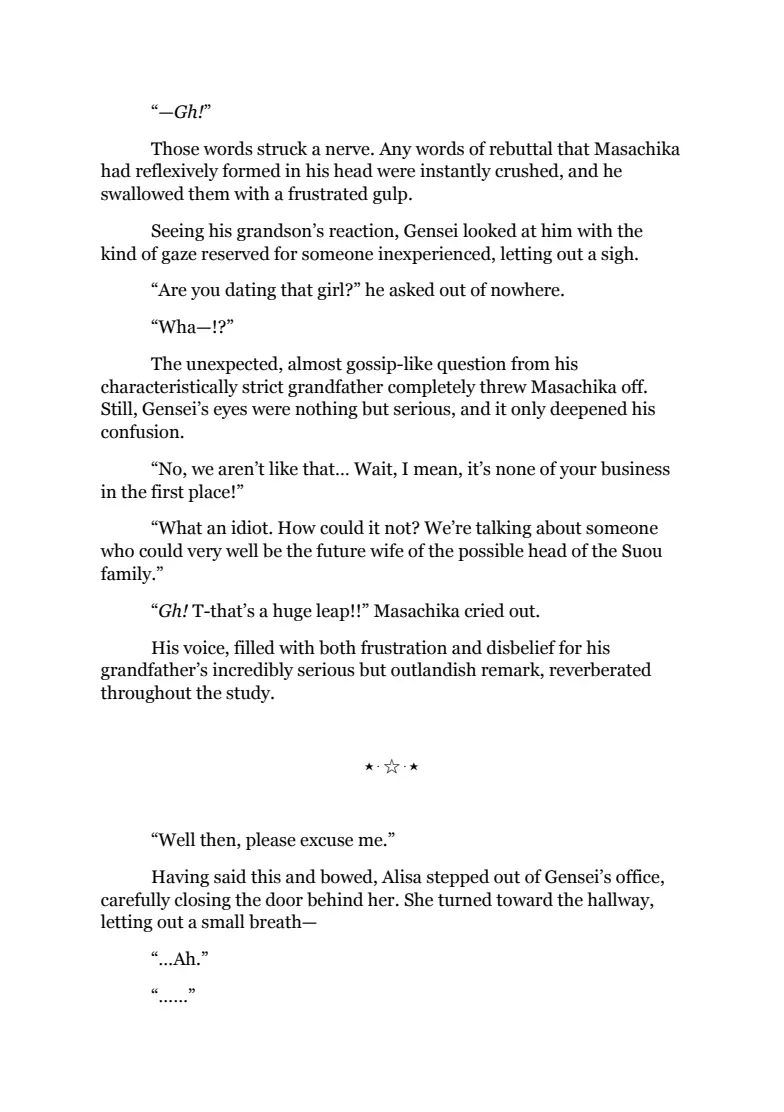 “—Gh!”
Those words struck a nerve. Any words of rebuttal that Masachika
had reflexively formed in his head were instantly crushed, and he
swallowed them with a frustrated gulp.
Seeing his grandson’s reaction, Gensei looked at him with the
kind of gaze reserved for someone inexperienced, letting out a sigh.
“Are you dating that girl?” he asked out of nowhere.
“Wha—!?”
The unexpected, almost gossip-like question from his
characteristically strict grandfather completely threw Masachika off.
Still, Gensei’s eyes were nothing but serious, and it only deepened his
confusion.
“No, we aren’t like that... Wait, I mean, it’s none of your business
in the first place!”
“What an idiot. How could it not? We’re talking about someone
who could very well be the future wife of the possible head of the Suou
family.”
“Gh! T-that’s a huge leap!!” Masachika cried out.
His voice, filled with both frustration and disbelief for his
grandfather’s incredibly serious but outlandish remark, reverberated
throughout the study.
⋆·☆·⋆
“Well then, please excuse me.”
Having said this and bowed, Alisa stepped out of Gensei’s office,
carefully closing the door behind her. She turned toward the hallway,
letting out a small breath—
“...Ah.”
“......”